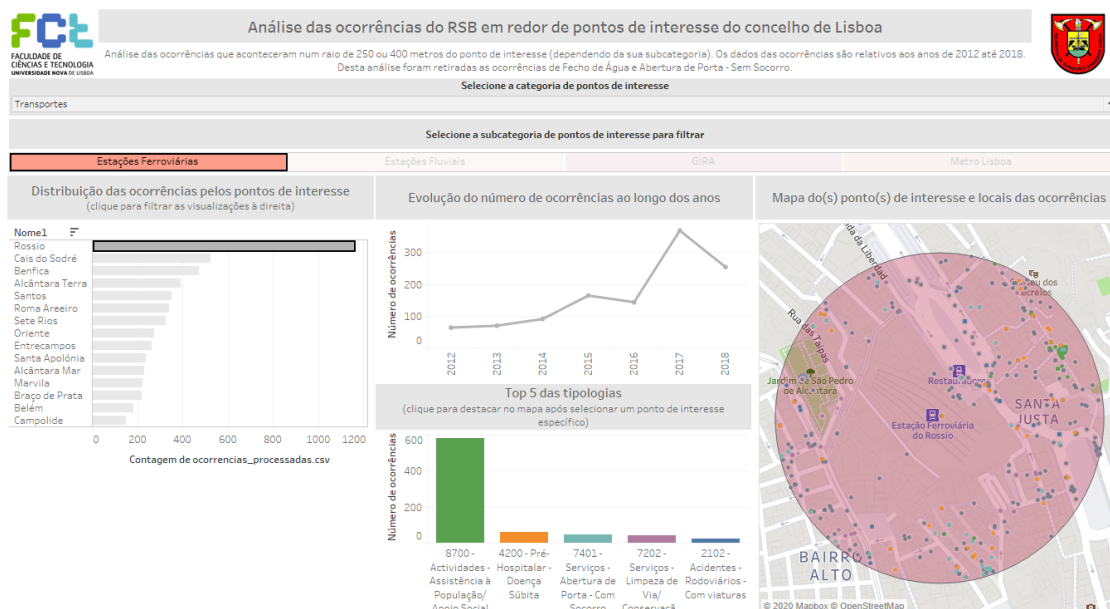 FCt
FACULDADE DE
CIÊNCIAS E TECNOLOGIA
UNIVERSIDADE NOVA DE LISBOA
Análise das ocorrências do RSB em redor de pontos de interesse do concelho de Lisboa
Análise das ocorrências que aconteceram num raio de 250 ou 400 metros do ponto de interesse (dependendo da sua subcategoria). Os dados das ocorrências são relativos aos anos de 2012 até 2018.
Desta análise foram retiradas as ocorrências de Fecho de Água e Abertura de Porta - Sem Socorro.
Selecione a categoria de pontos de interesse
Transportes
Selecione a subcategoria de pontos de interesse para filtrar
Estações Ferroviárias
Estações Fluviais
GIRA
Metro Lisboa
Distribuição das ocorrências pelos pontos de interesse
(clique para filtrar as visualizações à direita)
Nome1
Rossio
Cais do Sodré
Benfica
Alcântara Terra
Santos
Roma Areeiro
Sete Rios
Oriente
Entrecampos
Santa Apolónia
Alcântara Mar
Marvila
Braço de Prata
Belém
Campolide
0 200 400 600 800 1000 1200
Contagem de ocorrencias_processadas.csv
Evolução do número de ocorrências ao longo dos anos
Número de ocorrências
300
200
100
0
2012 2013 2014 2015 2016 2017 2018
Top 5 das tipologias
(clique para destacar no mapa após selecionar um ponto de interesse
específico)
Número de ocorrências
600
400
200
0
8700 -
Actividades -
Assistência à
População/
Apoio Social
4200 - Pré-
Hospitalar -
Doença
Súbita
7401 -
Serviços -
Abertura de
Porta - Com
Socorro
7202 -
Serviços -
Limpeza de
Via/
Conservaçã
2102 -
Acidentes -
Rodoviários -
Com viaturas
Mapa do(s) ponto(s) de interesse e locais das ocorrências
da da Liberdad
Rua das Taipas
Jardim de São Pedro
de Alcântara
Restauradores
SANTA
JUSTA
Estação Ferroviária
do Rossio
BAIRRO
ALTO
© 2020 Mapbox © OpenStreetMap